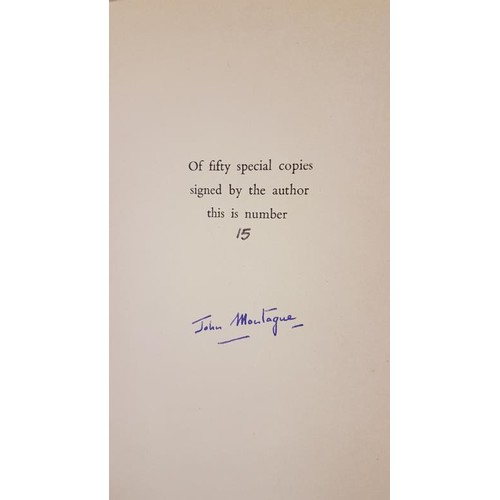 Of fifty special copies
signed by the author
this is number
15
John Montague